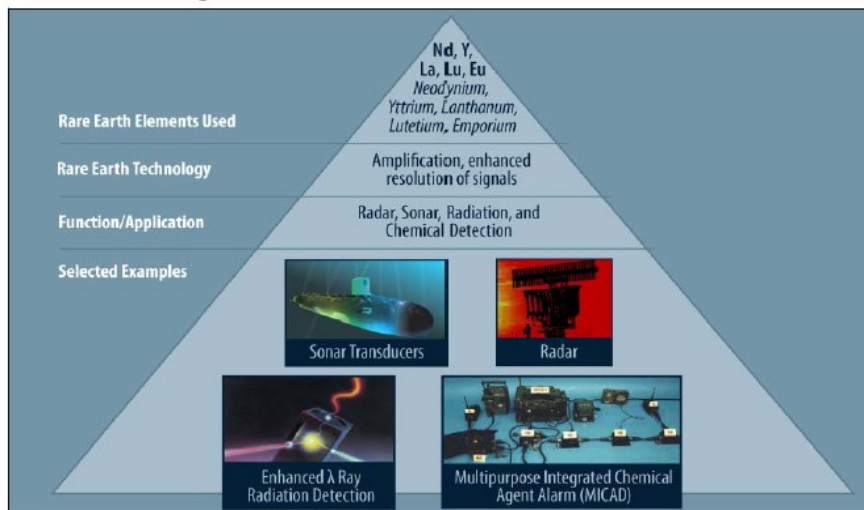 Nd, Y,
La, Lu, Eu
Neodynium,
Yttrium, Lanthanum,
Lutetium, Emporium
Rare Earth Elements Used
Rare Earth Technology
Amplification, enhanced
resolution of signals
Function/Application
Radar, Sonar, Radiation, and
Chemical Detection
Selected Examples
Sonar Transducers
Radar
Enhanced λ Ray
Radiation Detection
Multipurpose Integrated Chemical
Agent Alarm (MICAD)